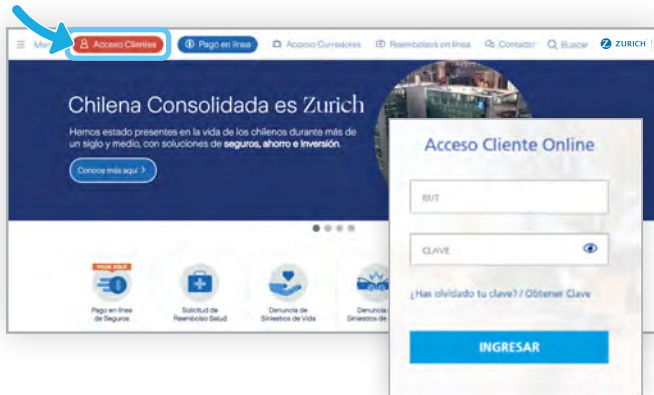 Acceso Clientes
Pago en línea
Acceso Corredores
Reembolsos en línea
Contacto
Buscar
ZURICH
Chilena Consolidada es Zurich
Hemos estado presentes en la vida de los chilenos durante más de
un siglo y medio, con soluciones de seguros, ahorro e inversión.
Conoce más aquí >
PAGUE AQUÍ
Pago en línea
de Seguros
Solicitud de
Reembolso Salud
Denuncia de
Siniestros de Vida
Denuncia
Siniestros de
Acceso Cliente Online
RUT
CLAVE
¿Has olvidado tu clave? / Obtener Clave
INGRESAR